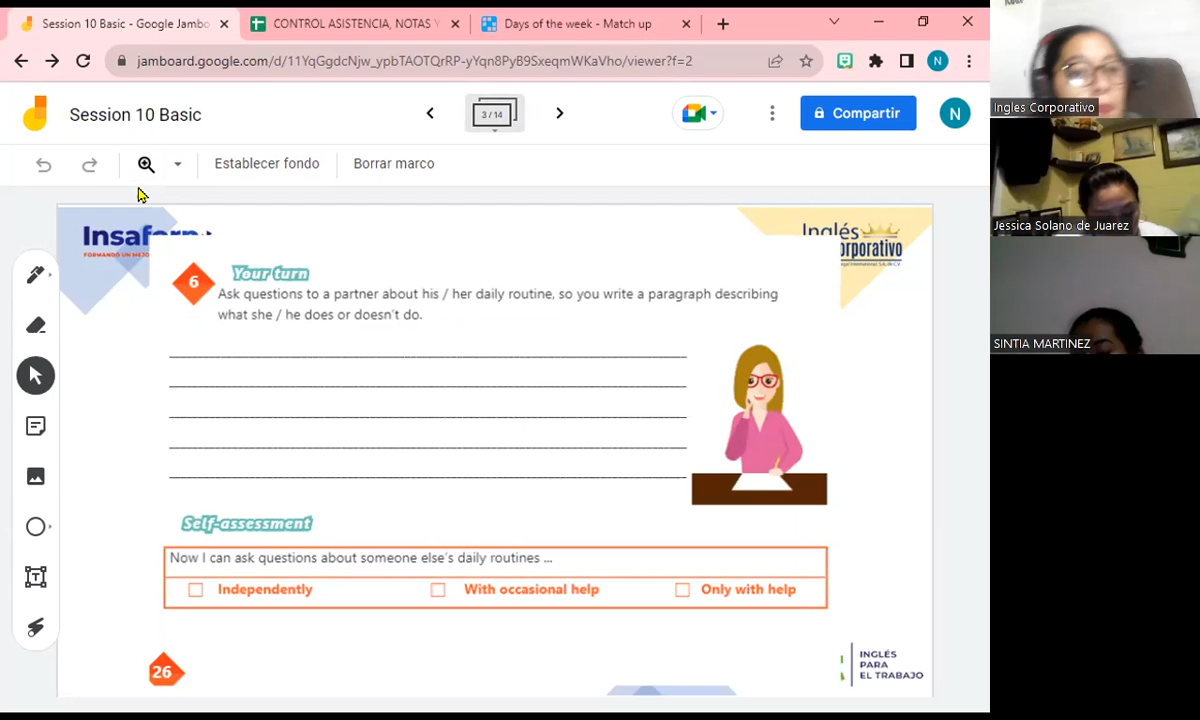 Session 10 Basic - Google Jambo
CONTROL ASISTENCIA, NOTAS
Days of the week - Match up
jamboard.google.com/d/11YqGgdcNjw_ypbTAOTQrRP-yYqn8PyB9SxeqmWKaVho/viewer?f=2
N
Session 10 Basic
3 / 14
Compartir
N
Establecer fondo
Borrar marco
FORMANDO UN MEJO
Inglés
orporativo
6
Your turn
Ask questions to a partner about his / her daily routine, so you write a paragraph describing
what she / he does or doesn't do.
Self-assessment
Now I can ask questions about someone else's daily routines ...
Independently
With occasional help
Only with help
26
INGLÉS
PARA
EL TRABAJO
Ingles Corporativo
Jessica Solano de Juarez
SINTIA MARTINEZ